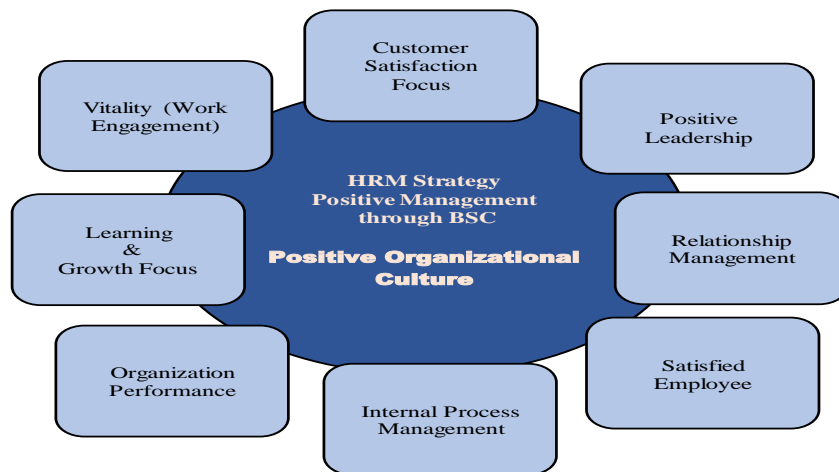 Customer
Satisfaction
Focus
Vitality (Work
Engagement)
Positive
Leadership
HRM Strategy
Positive Management
through BSC
Positive Organizational
Culture
Learning
&
Growth Focus
Relationship
Management
Organization
Performance
Internal Process
Management
Satisfied
Employee